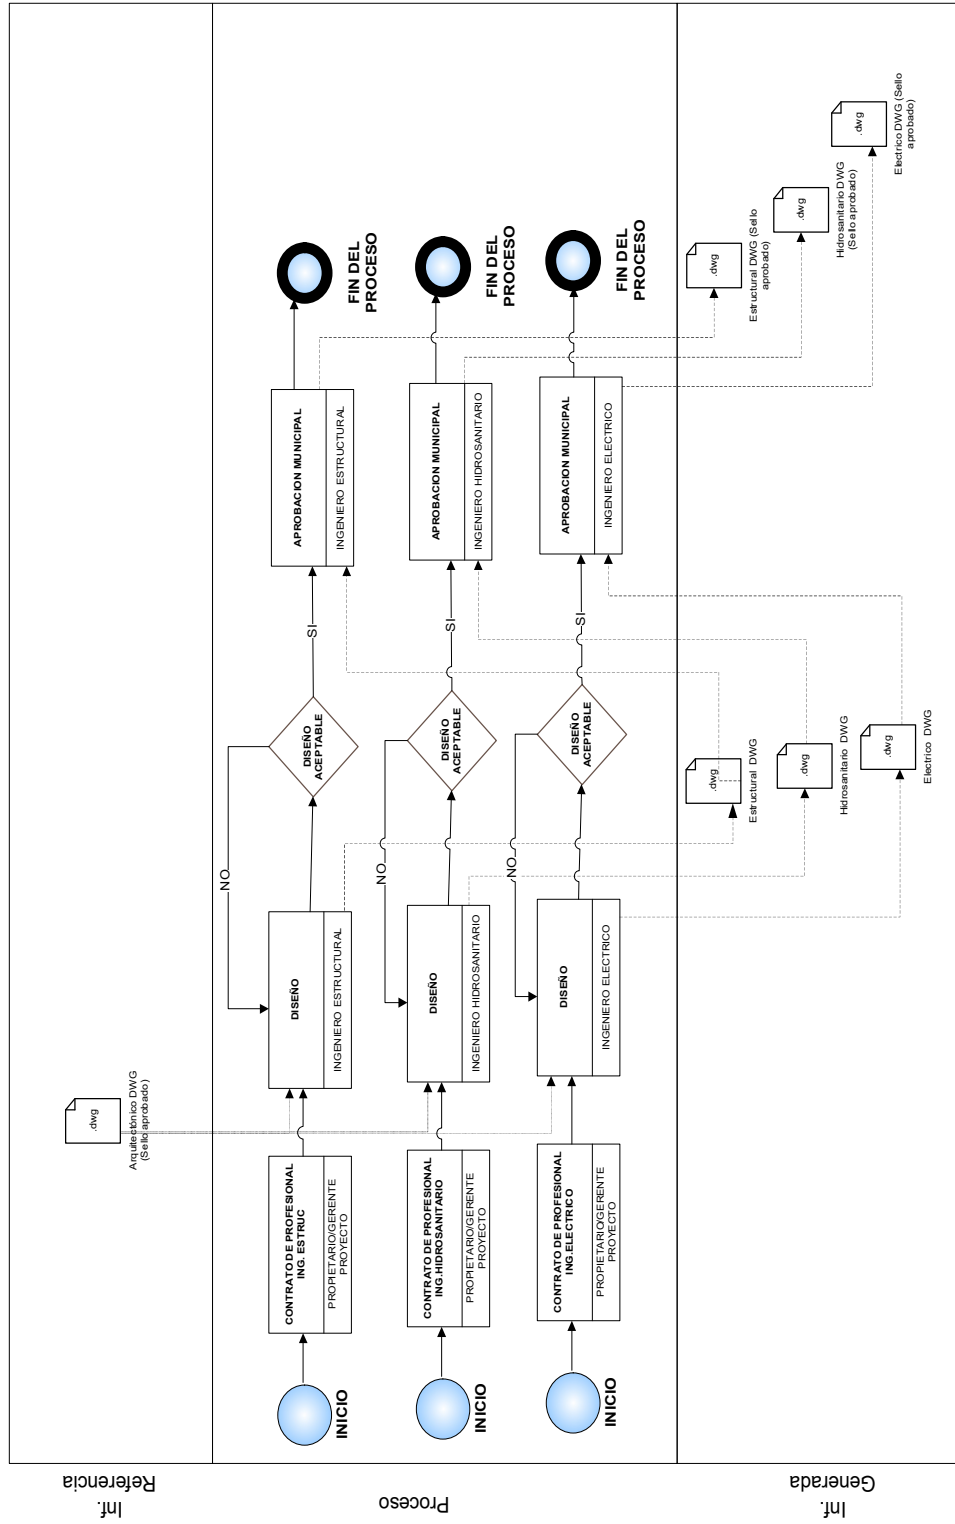 Inf.
Referencia
.dwg
Arquitectónico DWG
(Sello aprobado)
Proceso
INICIO
CONTRATO DE PROFESIONAL
ING. ESTRUC
PROPIETARIO/GERENTE
PROYECTO
DISEÑO
INGENIERO ESTRUCTURAL
NO
DISEÑO
ACEPTABLE
SI
APROBACION MUNICIPAL
INGENIERO ESTRUCTURAL
FIN DEL
PROCESO
INICIO
CONTRATO DE PROFESIONAL
ING.HIDROSANITARIO
PROPIETARIO/GERENTE
PROYECTO
DISEÑO
INGENIERO HIDROSANITARIO
NO
DISEÑO
ACEPTABLE
SI
APROBACION MUNICIPAL
INGENIERO HIDROSANITARIO
FIN DEL
PROCESO
INICIO
CONTRATO DE PROFESIONAL
ING.ELECTRICO
PROPIETARIO/GERENTE
PROYECTO
DISEÑO
INGENIERO ELECTRICO
NO
DISEÑO
ACEPTABLE
SI
APROBACION MUNICIPAL
INGENIERO ELECTRICO
FIN DEL
PROCESO
Inf.
Generada
.dwg
Estructural DWG
.dwg
Hidrosanitario DWG
.dwg
Electrico DWG
.dwg
Estructural DWG (Sello
aprobado)
.dwg
Hidrosanitario DWG
(Sello aprobado)
.dwg
Electrico DWG (Sello
aprobado)